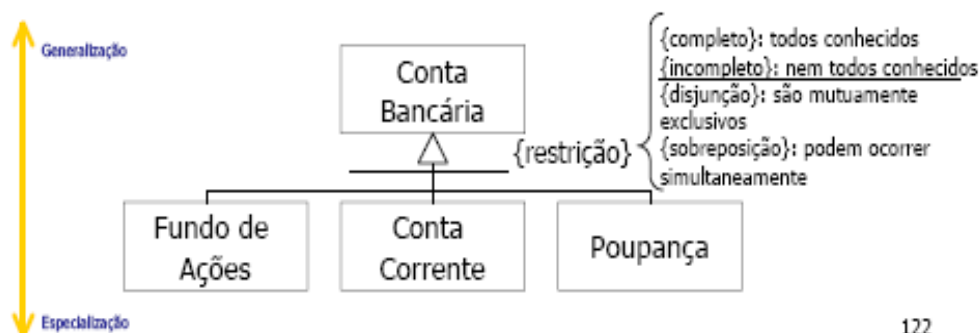 Generalização
Conta
Bancária
{restrição}
{completo}: todos conhecidos
{incompleto}: nem todos conhecidos
{disjunção}: são mutuamente
exclusivos
{sobreposição}: podem ocorrer
simultaneamente
Fundo de
Ações
Conta
Corrente
Poupança
Especialização
122